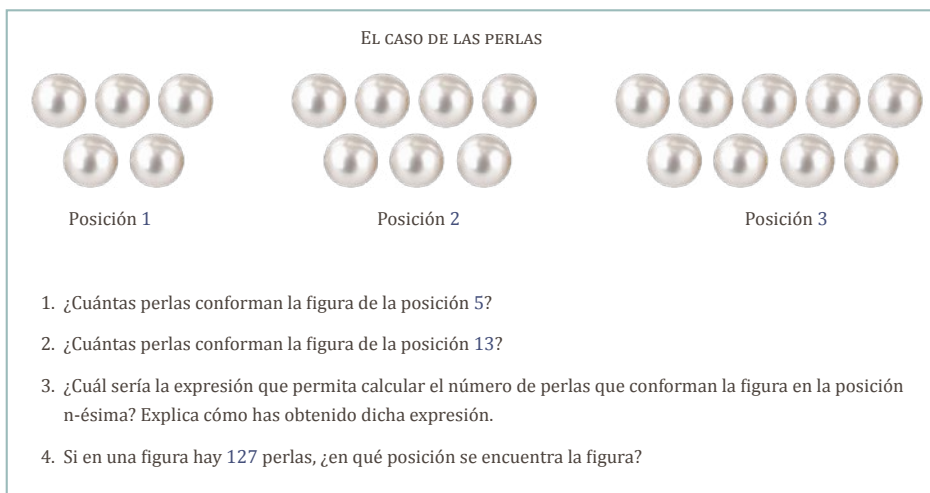 EL CASO DE LAS PERLAS
Posición 1
Posición 2
Posición 3
1. ¿Cuántas perlas conforman la figura de la posición 5?
2. ¿Cuántas perlas conforman la figura de la posición 13?
3. ¿Cuál sería la expresión que permita calcular el número de perlas que conforman la figura en la posición
n-ésima? Explica cómo has obtenido dicha expresión.
4. Si en una figura hay 127 perlas, ¿en qué posición se encuentra la figura?